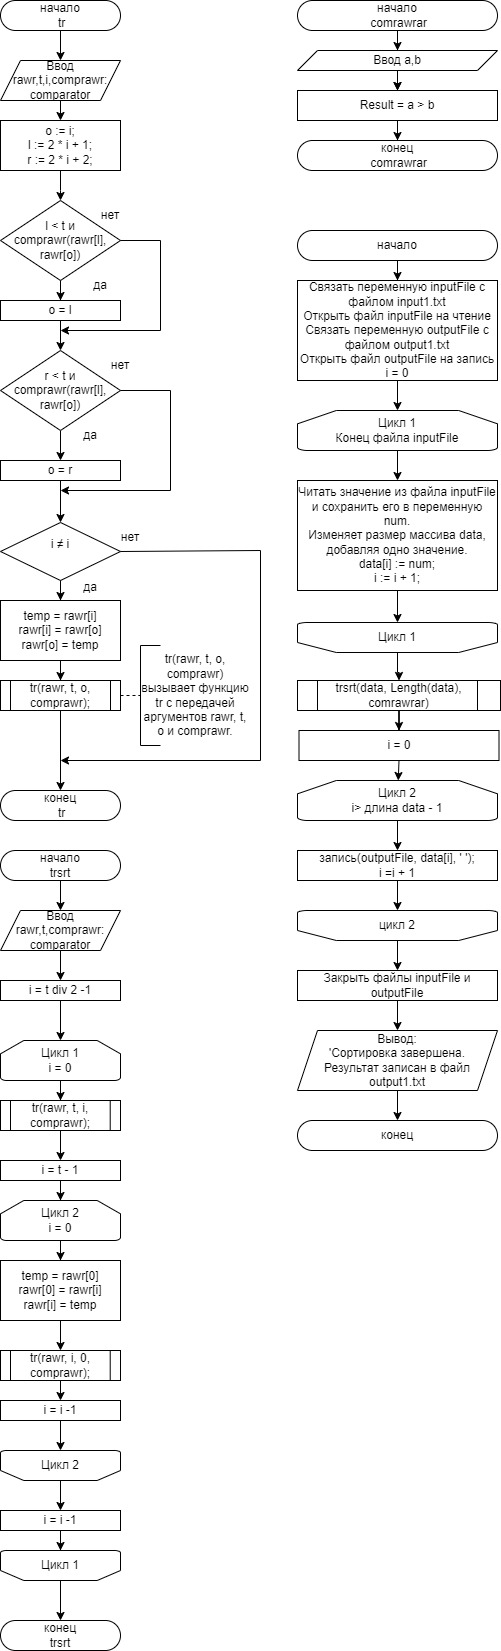 начало
tr
Ввод
rawr,t,i,comprawr:
comparator
o := i;
l := 2 * i + 1;
r := 2 * i + 2;
l < t и
comprawr(rawr[l],
rawr[o])
нет
да
o = l
r < t и
comprawr(rawr[l],
rawr[o])
нет
да
o = r
i ≠ i
нет
да
temp = rawr[i]
rawr[i] = rawr[o]
rawr[o] = temp
tr(rawr, t, o,
comprawr);
tr(rawr, t, o,
comprawr)
вызывает функцию
tr с передачей
аргументов rawr, t,
o и comprawr.
конец
tr
начало
trsrt
Ввод
rawr,t,comprawr:
comparator
i = t div 2 -1
Цикл 1
i = 0
tr(rawr, t, i,
comprawr);
i = t - 1
Цикл 2
i = 0
temp = rawr[0]
rawr[0] = rawr[i]
rawr[i] = temp
tr(rawr, i, 0,
comprawr);
i = i -1
Цикл 2
i = i -1
Цикл 1
конец
trsrt
начало
comrawrar
Ввод a,b
Result = a > b
конец
comrawrar
начало
Связать переменную inputFile с
файлом input1.txt
Открыть файл inputFile на чтение
Связать переменную outputFile с
файлом output1.txt
Открыть файл outputFile на запись
i = 0
Цикл 1
Конец файла inputFile
Читать значение из файла inputFile
и сохранить его в переменную
num.
Изменяет размер массива data,
добавляя одно значение.
data[i] := num;
i := i + 1;
Цикл 1
trsrt(data, Length(data),
comrawrar)
i = 0
Цикл 2
i> длина data - 1
запись(outputFile, data[i], ' ');
i =i + 1
цикл 2
Закрыть файлы inputFile и
outputFile
Вывод:
'Сортировка завершена.
Результат записан в файл
output1.txt
конец